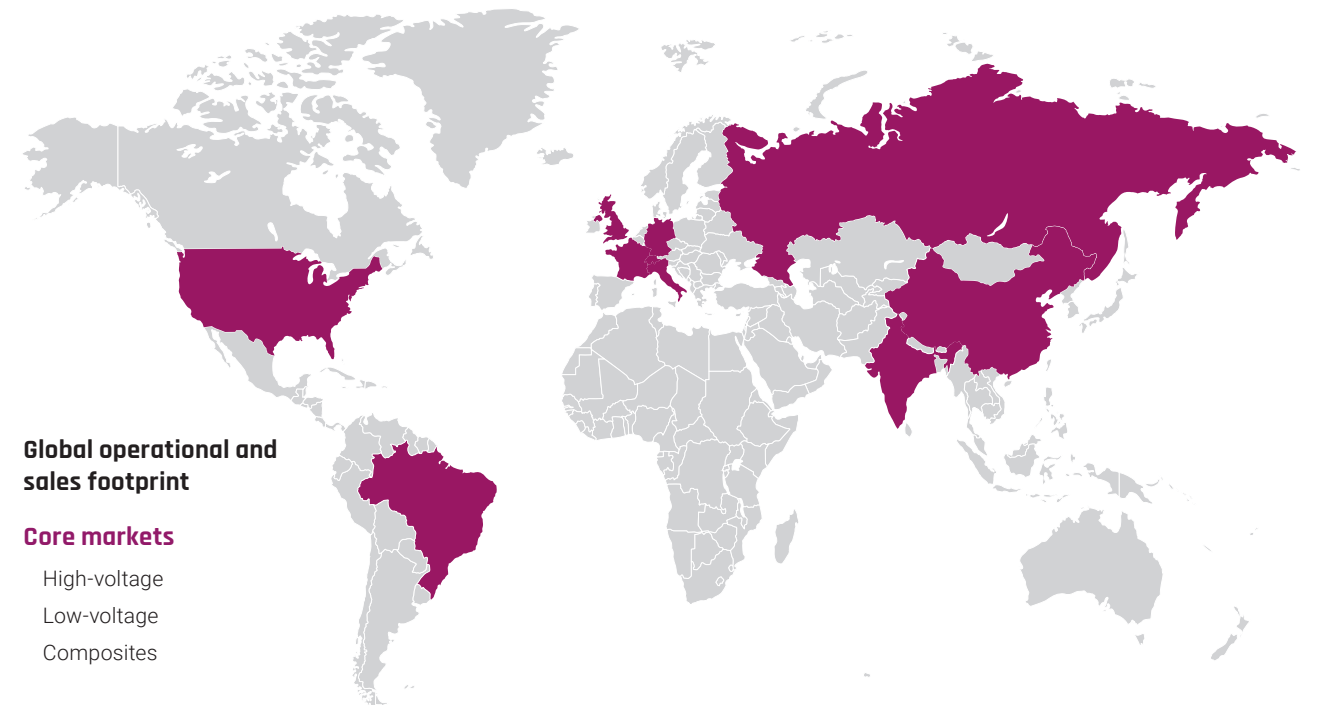 Global operational and
sales footprint
Core markets
High-voltage
Low-voltage
Composites